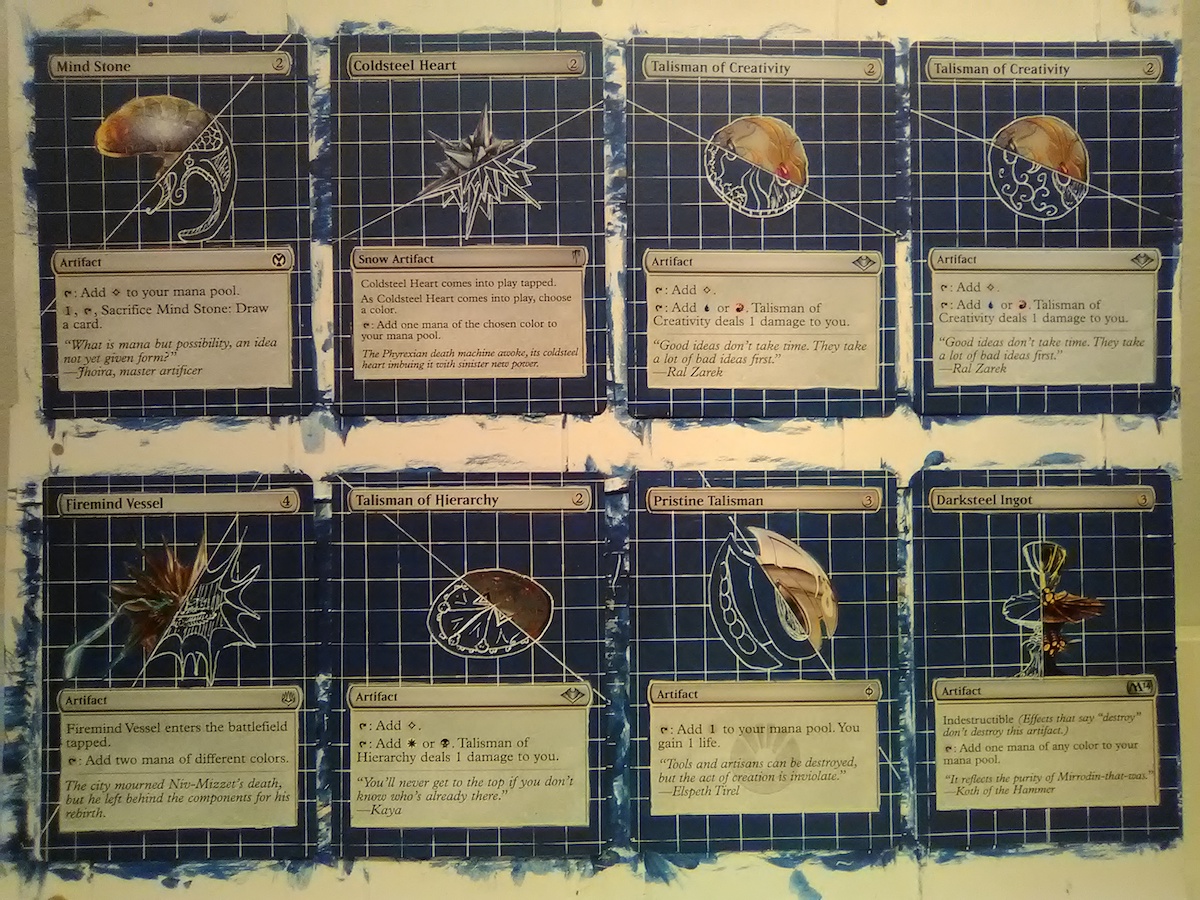 Mind Stone 2
Artifact
: Add to your mana pool.
1, , Sacrifice Mind Stone: Draw
a card.
“What is mana but possibility, an idea
not yet given form?”
—Jhoira, master artificer
Coldsteel Heart 2
Snow Artifact
Coldsteel Heart comes into play tapped.
As Coldsteel Heart comes into play, choose
a color.
: Add one mana of the chosen color to
your mana pool.
The Phyrexian death machine awoke, its coldsteel
heart imbuing it with sinister new power.
Talisman of Creativity 2
Artifact
: Add .
: Add or . Talisman of
Creativity deals 1 damage to you.
“Good ideas don’t take time. They take
a lot of bad ideas first.”
—Ral Zarek
Talisman of Creativity 2
Artifact
: Add .
: Add or . Talisman of
Creativity deals 1 damage to you.
“Good ideas don’t take time. They take
a lot of bad ideas first.”
—Ral Zarek
Firemind Vessel 4
Artifact
Firemind Vessel enters the battlefield
tapped.
: Add two mana of different colors.
The city mourned Niv-Mizzet’s death,
but he left behind the components for his
rebirth.
Talisman of Hierarchy 2
Artifact
: Add .
: Add or . Talisman of
Hierarchy deals 1 damage to you.
“You’ll never get to the top if you don’t
know who’s already there.”
—Kaya
Pristine Talisman 3
Artifact
: Add 1 to your mana pool. You
gain 1 life.
“Tools and artisans can be destroyed,
but the act of creation is inviolate.”
—Elspeth Tirel
Darksteel Ingot 3
Artifact M14
Indestructible (Effects that say “destroy”
don’t destroy this artifact.)
: Add one mana of any color to your
mana pool.
“It reflects the purity of Mirrodin-that-was.”
—Koth of the Hammer